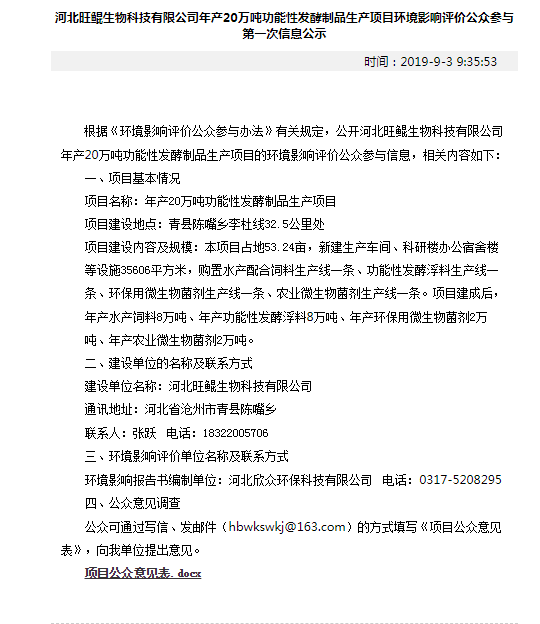 河北旺鲲生物科技有限公司年产20万吨功能性发酵制品生产项目环境影响评价公众参与
第一次信息公示
时间：2019-9-3 9:35:53
根据《环境影响评价公众参与办法》有关规定，公开河北旺鲲生物科技有限公司
年产20万吨功能性发酵制品生产项目的环境影响评价公众参与信息，相关内容如下：
一、项目基本情况
项目名称：年产20万吨功能性发酵制品生产项目
项目建设地点：青县陈嘴乡李杜线32.5公里处
项目建设内容及规模：本项目占地53.24亩，新建生产车间、科研楼办公宿舍楼
等设施35606平方米，购置水产配合饲料生产线一条、功能性发酵浮料生产线一
条、环保用微生物菌剂生产线一条、农业微生物菌剂生产线一条。项目建成后，
年产水产饲料8万吨、年产功能性发酵浮料8万吨、年产环保用微生物菌剂2万
吨、年产农业微生物菌剂2万吨。
二、建设单位的名称及联系方式
建设单位名称：河北旺鲲生物科技有限公司
通讯地址：河北省沧州市青县陈嘴乡
联系人：张跃 电话：18322005706
三、环境影响评价单位名称及联系方式
环境影响报告书编制单位：河北欣众环保科技有限公司 电话：0317-5208295
四、公众意见调查
公众可通过写信、发邮件（hbwkswkj@163.com）的方式填写《项目公众意见
表》，向我单位提出意见。
项目公众意见表.docx